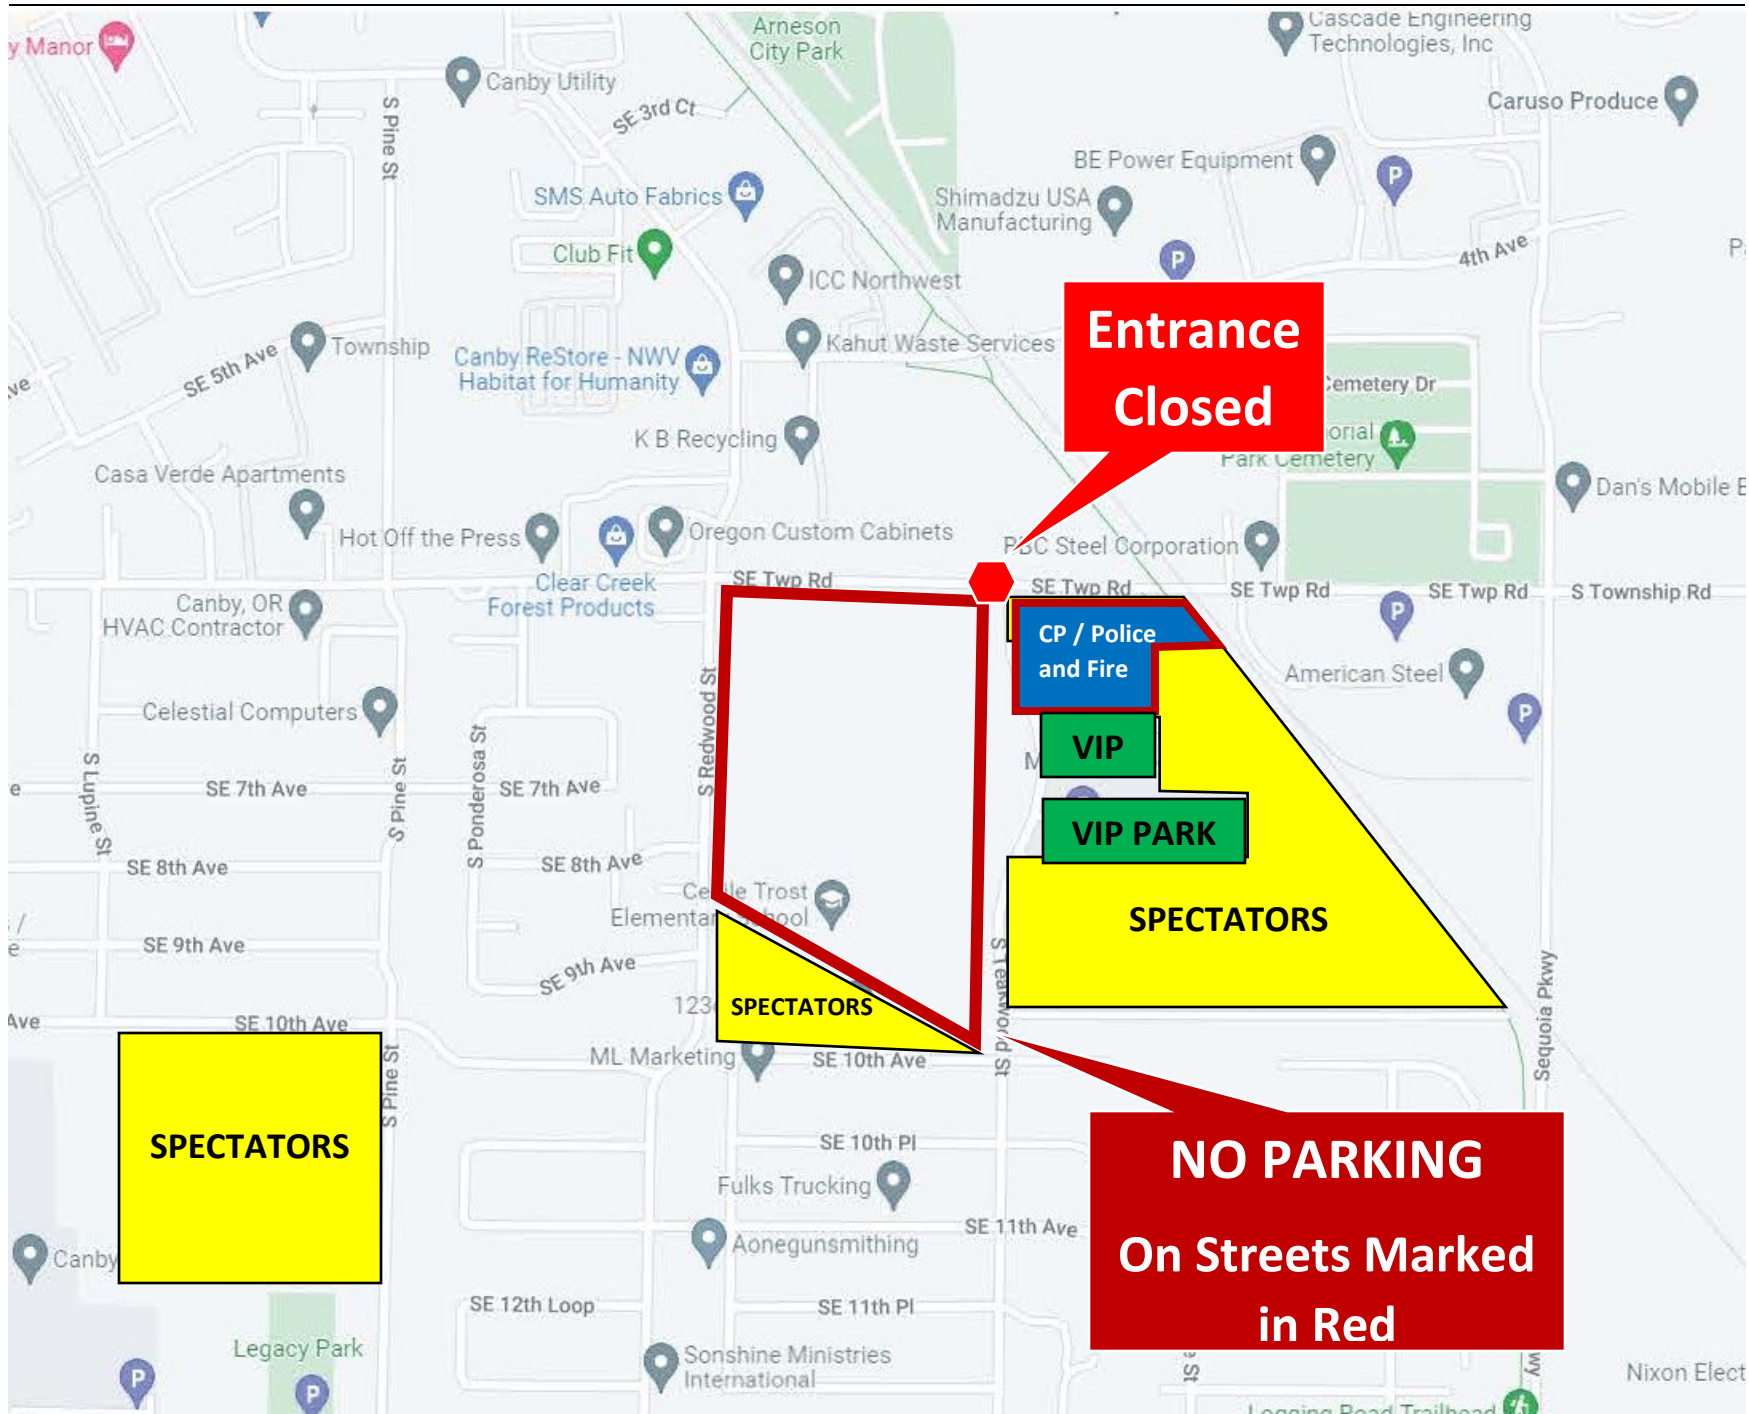 Arneson
City Park
Cascade Engineering
Technologies, Inc
y Manor
Canby Utility
SE 3rd Ct
S Pine St
Caruso Produce
BE Power Equipment
SMS Auto Fabrics
Shimadzu USA
Manufacturing
Club Fit
4th Ave
ICC Northwest
Entrance
Closed
Township
SE 5th Ave
Canby ReStore - NWV
Habitat for Humanity
Kahut Waste Services
Cemetery Dr
K B Recycling
orial
Park Cemetery
Casa Verde Apartments
Dan's Mobile
Hot Off the Press
Oregon Custom Cabinets
Steel Corporation
Clear Creek
Forest Products
SE Twp Rd
SE Twp Rd
SE Twp Rd
SE Twp Rd
S Township Rd
Canby, OR
HVAC Contractor
CP / Police
and Fire
American Steel
Celestial Computers
S Redwood St
S Ponderosa St
S Lupine St
S Pine St
VIP
SE 7th Ave
SE 7th Ave
VIP PARK
SE 8th Ave
SE 8th Ave
Trost
Elementary School
SPECTATORS
SE 9th Ave
SE 9th Ave
S Teakwood St
Sequoia Pkwy
123
SPECTATORS
Ave
SE 10th Ave
ML Marketing
SE 10th Ave
S Pine St
SPECTATORS
SE 10th Pl
NO PARKING
On Streets Marked
in Red
Fulks Trucking
SE 11th Ave
Aonegunsmithing
Canby
SE 12th Loop
SE 11th Pl
Legacy Park
Sonshine Ministries
International
Nixon Elect
Logging Road Trailhead